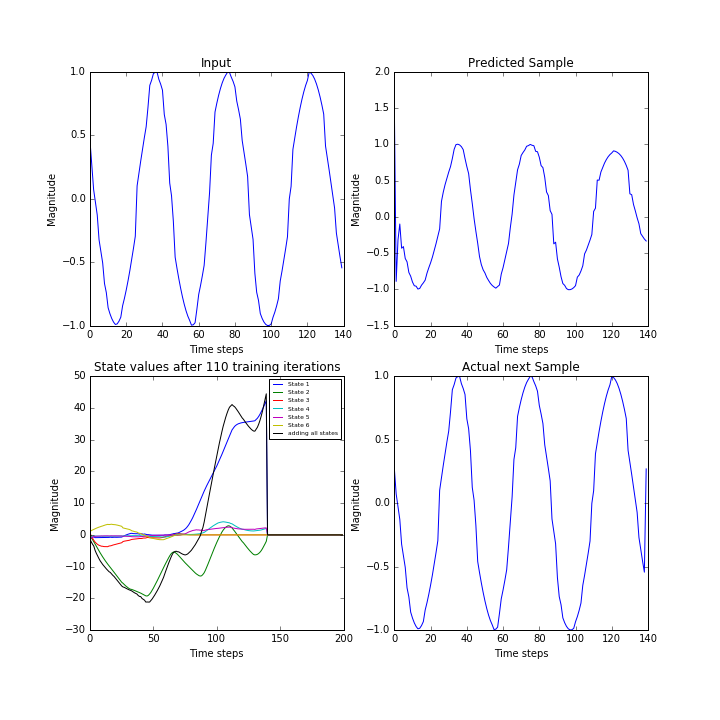 Input
1.0
0.5
0.0
−0.5
−1.0
Magnitude
0 20 40 60 80 100 120 140
Time steps
Predicted Sample
2.0
1.5
1.0
0.5
0.0
−0.5
−1.0
−1.5
Magnitude
0 20 40 60 80 100 120 140
Time steps
State values after 110 training iterations
50
40
30
20
10
0
−10
−20
−30
Magnitude
0 50 100 150 200
Time steps
State 1
State 2
State 3
State 4
State 5
State 6
adding all states
Actual next Sample
1.0
0.5
0.0
−0.5
−1.0
Magnitude
0 20 40 60 80 100 120 140
Time steps